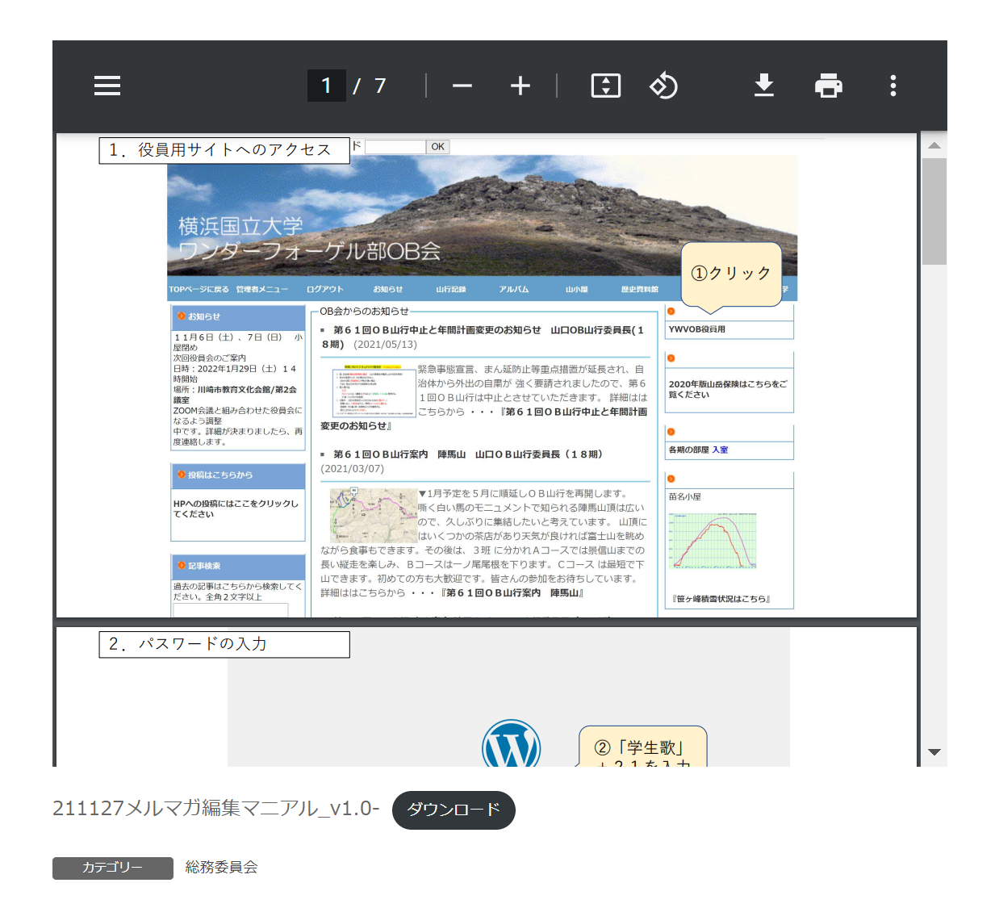 1 / 7
1．役員用サイトへのアクセス
ド
OK
横浜国立大学
ワンダーフォーゲル部OB会
①クリック
TOPページに戻る 管理者メニュー ログアウト お知らせ 山行記録 アルバム 山小屋 歴史資料館 学
お知らせ
１１月６日（土）、７日（日） 小
屋閉め
次回役員会のご案内
日時：2022年1月29日（土）１４
時開始
場所：川崎市教育文化会館/第2会
議室
ZOOM会議と組み合わせた役員会に
なるよう調整
中です。詳細が決まりましたら、再
度連絡します。
投稿はこちらから
HPへの投稿にはここをクリックし
てください
記事検索
過去の記事はこちらから検索してく
ださい。全角２文字以上
OB会からのお知らせ
第６１回ＯＢ山行中止と年間計画変更のお知らせ 山口OB山行委員長(１
８期) (2021/05/13)
緊急事態宣言、まん延防止等重点措置が延長され、自
治体から外出の自粛が 強く要請されましたので、第６
１回ＯＢ山行は中止とさせていただきます。 詳細はは
こちらから ・・・『第６１回ＯＢ山行中止と年間計画
変更のお知らせ』
第６１回ＯＢ山行案内 陣馬山 山口ＯＢ山行委員長（１８期）
(2021/03/07)
▼1月予定を５月に順延しＯＢ山行を再開します。
嘶く白い馬のモニュメントで知られる陣馬山頂は広い
ので、久しぶりに集結したいと考えています。 山頂に
はいくつかの茶店があり天気が良ければ富士山を眺め
ながら食事もできます。その後は、３班 に分かれＡコースでは景信山までの
長い縦走を楽しみ、Ｂコースは一ノ尾尾根を下ります。Ｃコース は最短で下
山できます。初めての方も大歓迎です。皆さんの参加をお待ちしています。
詳細ははこちらから ・・・『第６１回ＯＢ山行案内 陣馬山』
YWVOB役員用
2020年版山岳保険はこちらをご
覧ください
各期の部屋 入室
苗名小屋
『笹ヶ峰積雪状況はこちら』
2．パスワードの入力
②「学生歌」
＋２１を入力
211127メルマガ編集マニアル_v1.0-
ダウンロード
カテゴリー 総務委員会